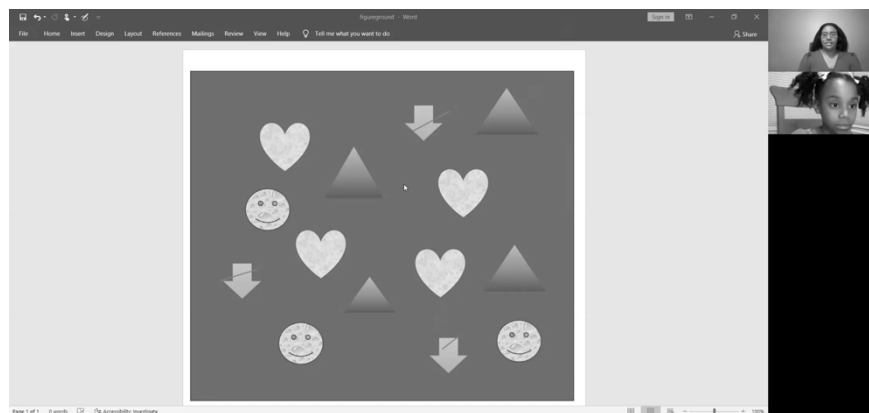 figureground - Word
Sign in
File Home Insert Design Layout References Mailings Review View Help Tell me what you want to do
Share
Page 1 of 1 0 words Accessibility: Investigate 100%